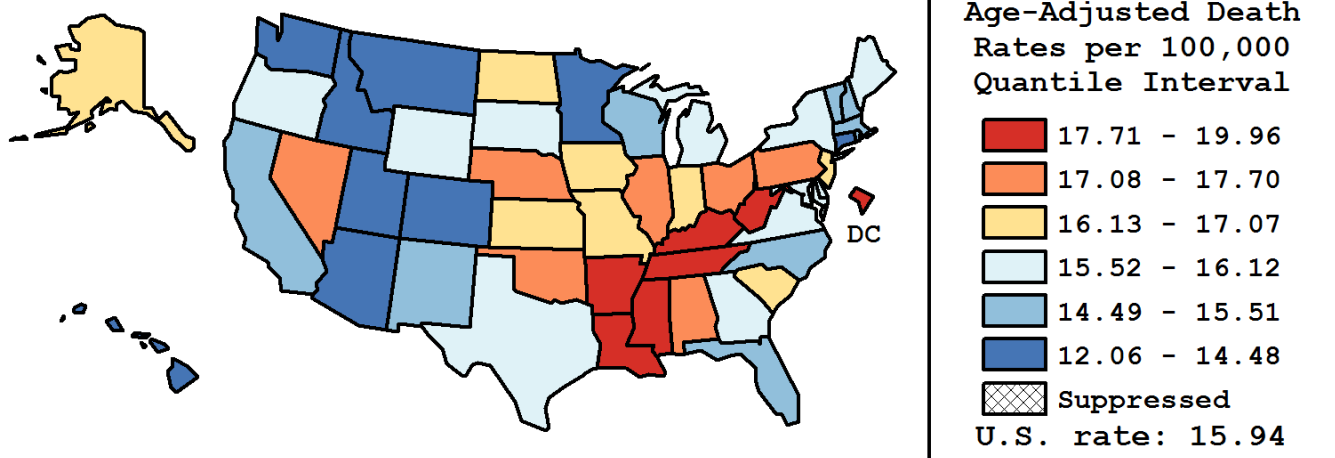 Age-Adjusted Death
Rates per 100,000
Quantile Interval
17.71 - 19.96
17.08 - 17.70
16.13 - 17.07
15.52 - 16.12
14.49 - 15.51
12.06 - 14.48
Suppressed
U.S. rate: 15.94
DC